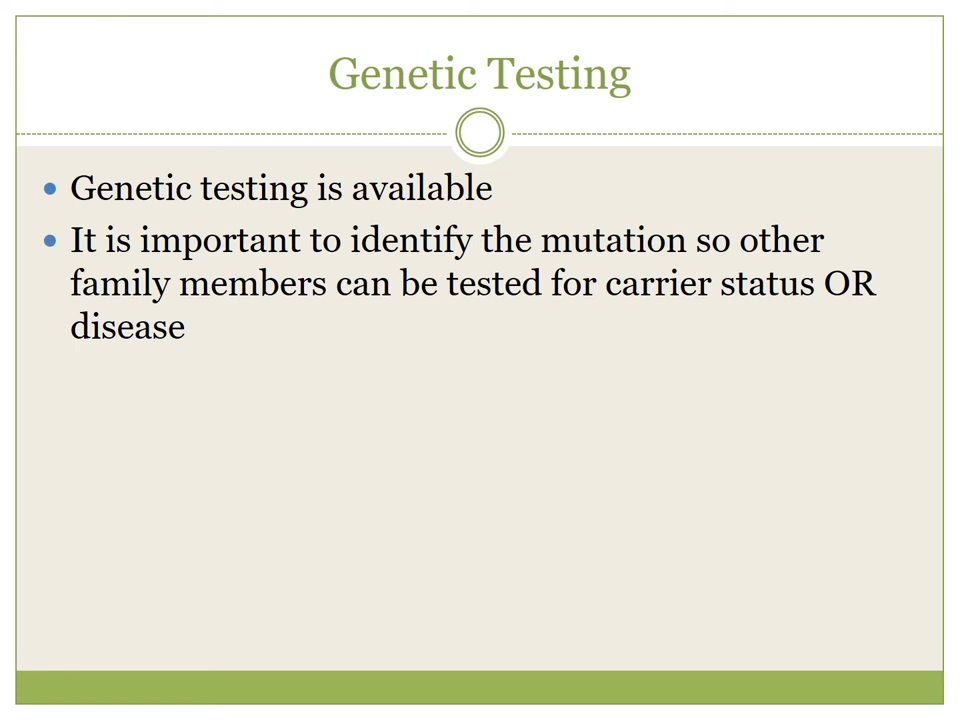 Genetic Testing
• Genetic testing is available
• It is important to identify the mutation so other
family members can be tested for carrier status OR
disease